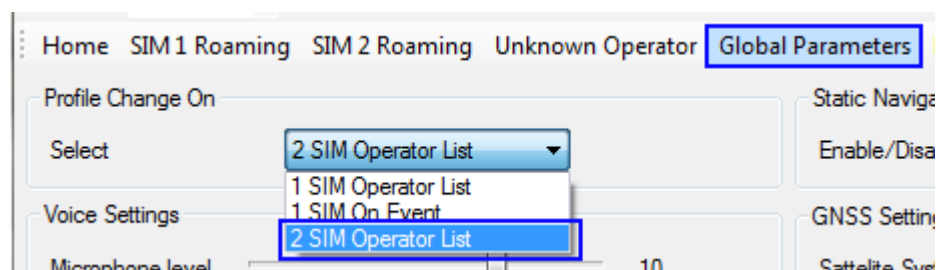 Home SIM 1 Roaming SIM 2 Roaming Unknown Operator Global Parameters
Profile Change On
Static Naviga
Select 2 SIM Operator List
Enable/Disa
1 SIM Operator List
Voice Settings
1 SIM On Event
GNSS Setting
2 SIM Operator List
Microphone level 10
Sattelite Sys